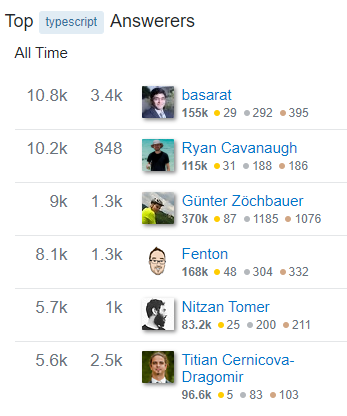 Top typescript Answerers
All Time
10.8k 3.4k basarat
155k 29 292 395
10.2k 848 Ryan Cavanaugh
115k 31 188 186
9k 1.3k Günter Zöchbauer
370k 87 1185 1076
8.1k 1.3k Fenton
168k 48 304 332
5.7k 1k Nitzan Tomer
83.2k 25 200 211
5.6k 2.5k Titian Cernicova-
Dragomir
96.6k 5 83 103